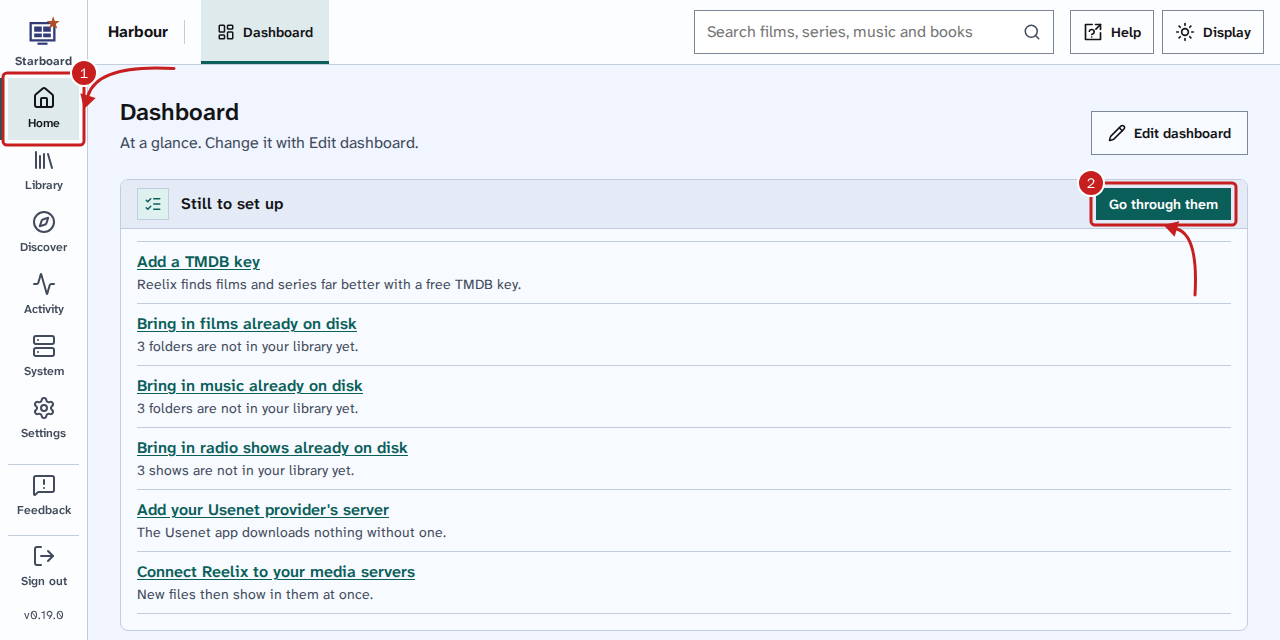 Starboard
Harbour
Dashboard
Search films, series, music and books
Help
Display
1
Home
Library
Discover
Activity
System
Settings
Feedback
Sign out
v0.19.0
Dashboard
At a glance. Change it with Edit dashboard.
Edit dashboard
Still to set up
2
Go through them
Add a TMDB key
Reelix finds films and series far better with a free TMDB key.
Bring in films already on disk
3 folders are not in your library yet.
Bring in music already on disk
3 folders are not in your library yet.
Bring in radio shows already on disk
3 shows are not in your library yet.
Add your Usenet provider's server
The Usenet app downloads nothing without one.
Connect Reelix to your media servers
New files then show in them at once.